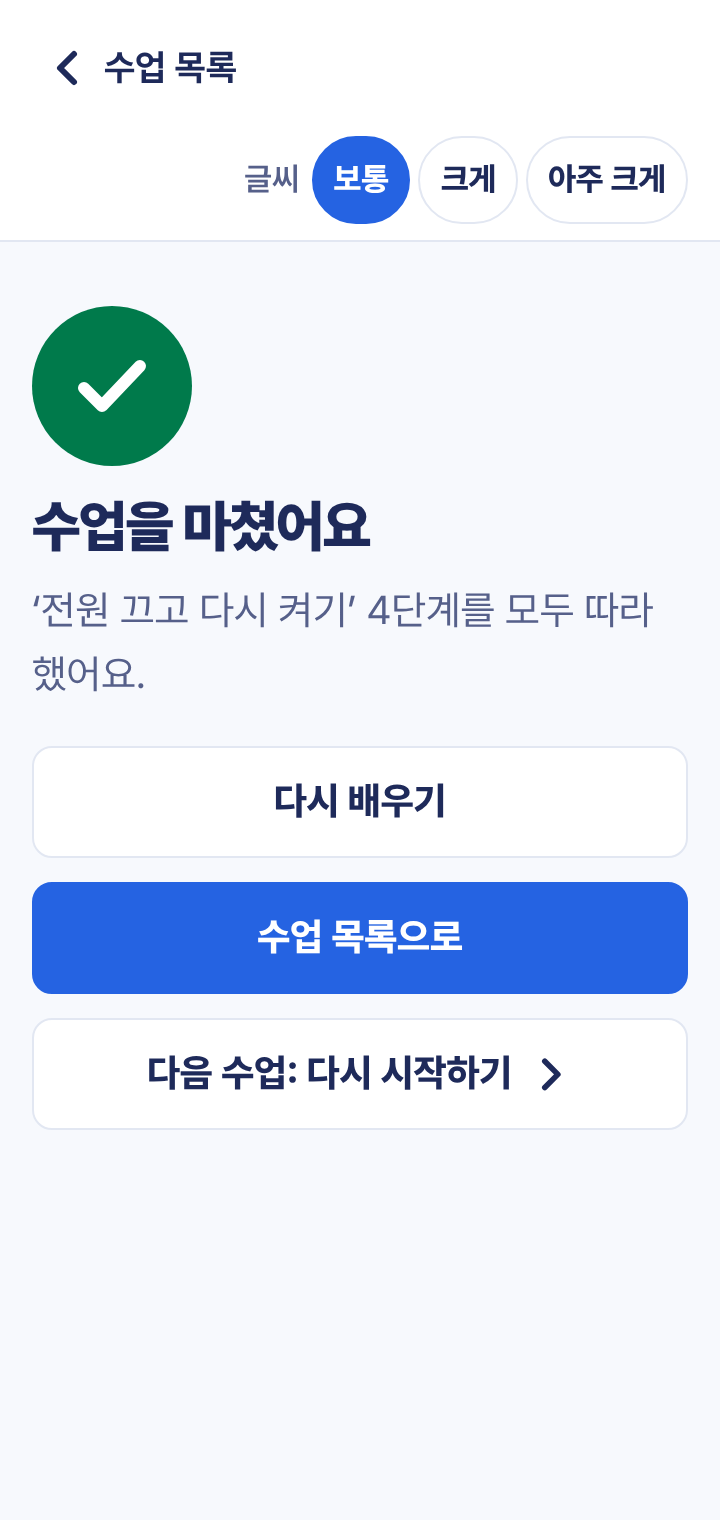 수업 목록
글씨 보통 크게 아주 크게
수업을 마쳤어요
‘전원 끄고 다시 켜기’ 4단계를 모두 따라
했어요.
다시 배우기
수업 목록으로
다음 수업: 다시 시작하기